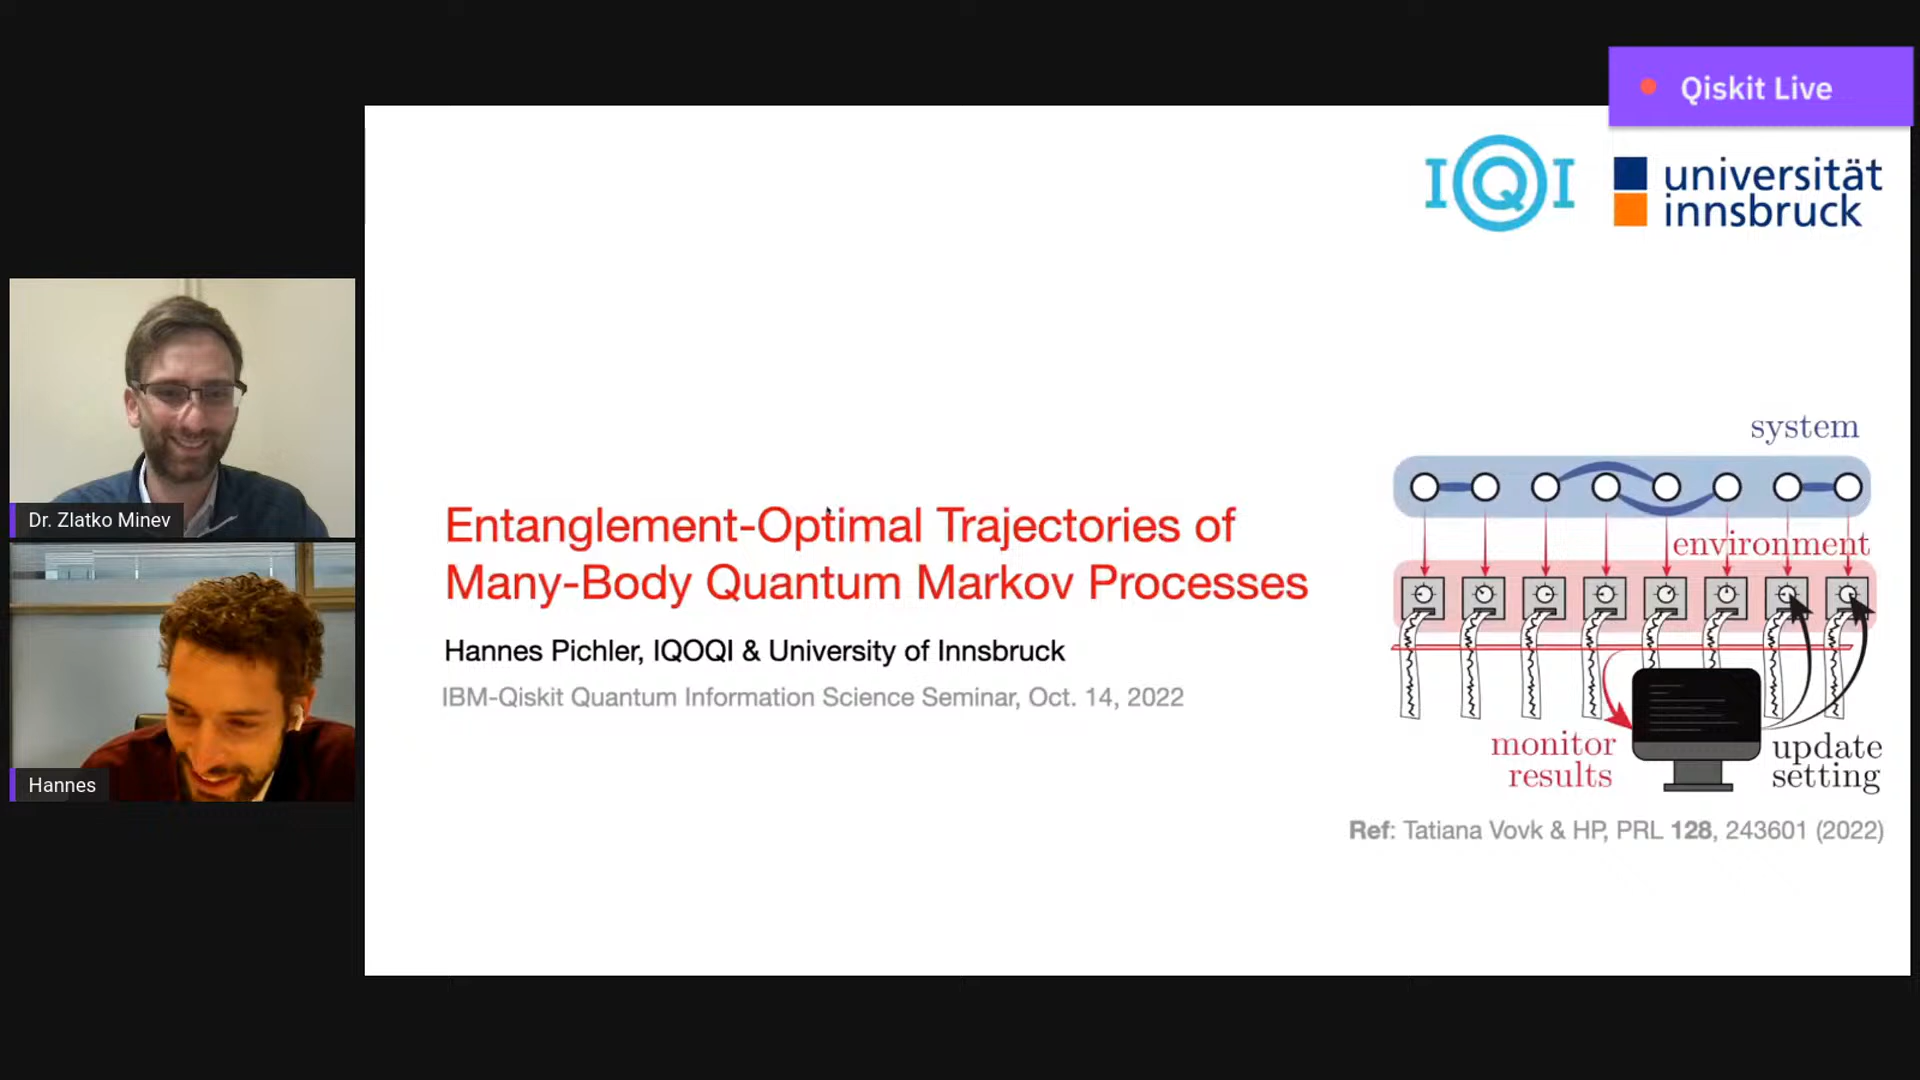 Qiskit Live
IQI
universität
innsbruck
system
environment
Entanglement-Optimal Trajectories of
Many-Body Quantum Markov Processes
Hannes Pichler, IQOQI & University of Innsbruck
IBM-Qiskit Quantum Information Science Seminar, Oct. 14, 2022
monitor
results
update
setting
Ref: Tatiana Vovk & HP, PRL 128, 243601 (2022)
Dr. Zlatko Minev
Hannes